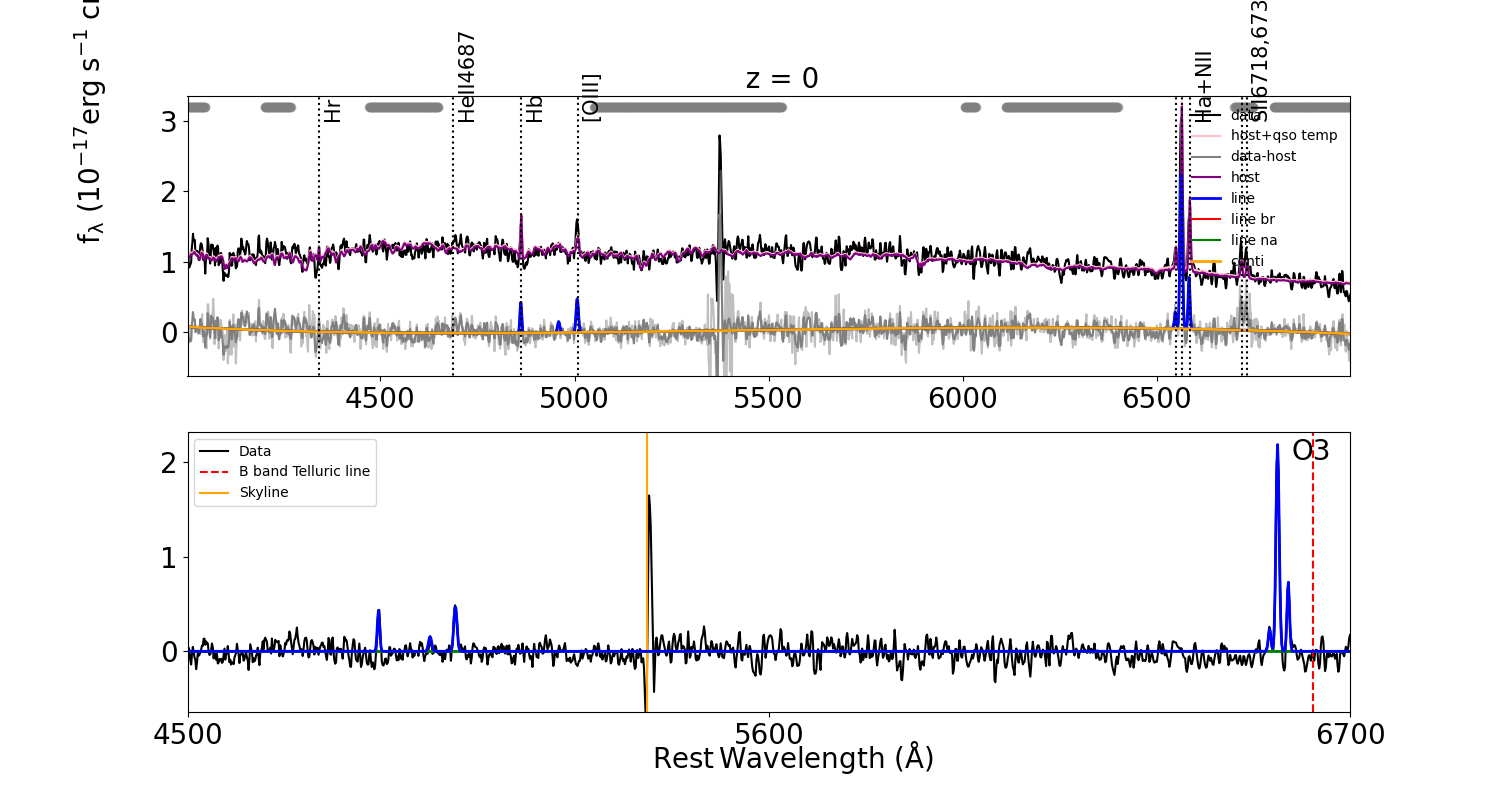 z = 0
f_λ (10^{-17} erg s^{-1} c
Hr
HeII4687
Hb
[OIII]
Ha+NII
SII6718,673
data
host+qso temp
data-host
host
line
line br
line na
conti
3
2
1
0
4500 5000 5500 6000 6500
Data
B band Telluric line
Skyline
O3
2
1
0
4500 5600 6700
Rest Wavelength (Å)